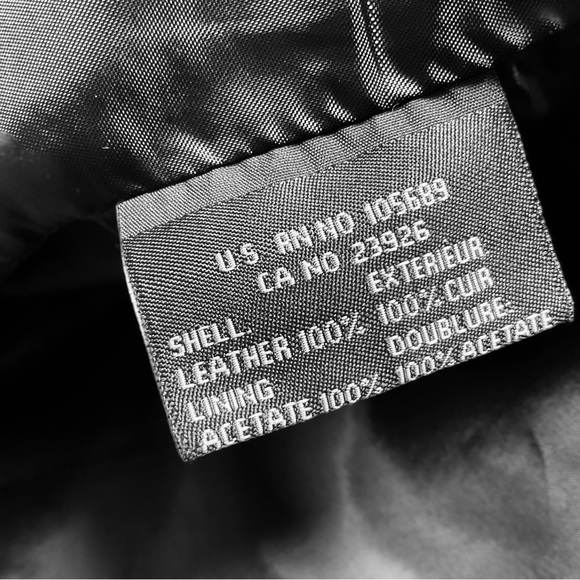 U.S. RN NO 105689
CA NO 23926
SHELL. EXTERIEUR
LEATHER 100% 100% CUIR
LINING DOUBLURE
ACETATE 100% 100% ACETATE